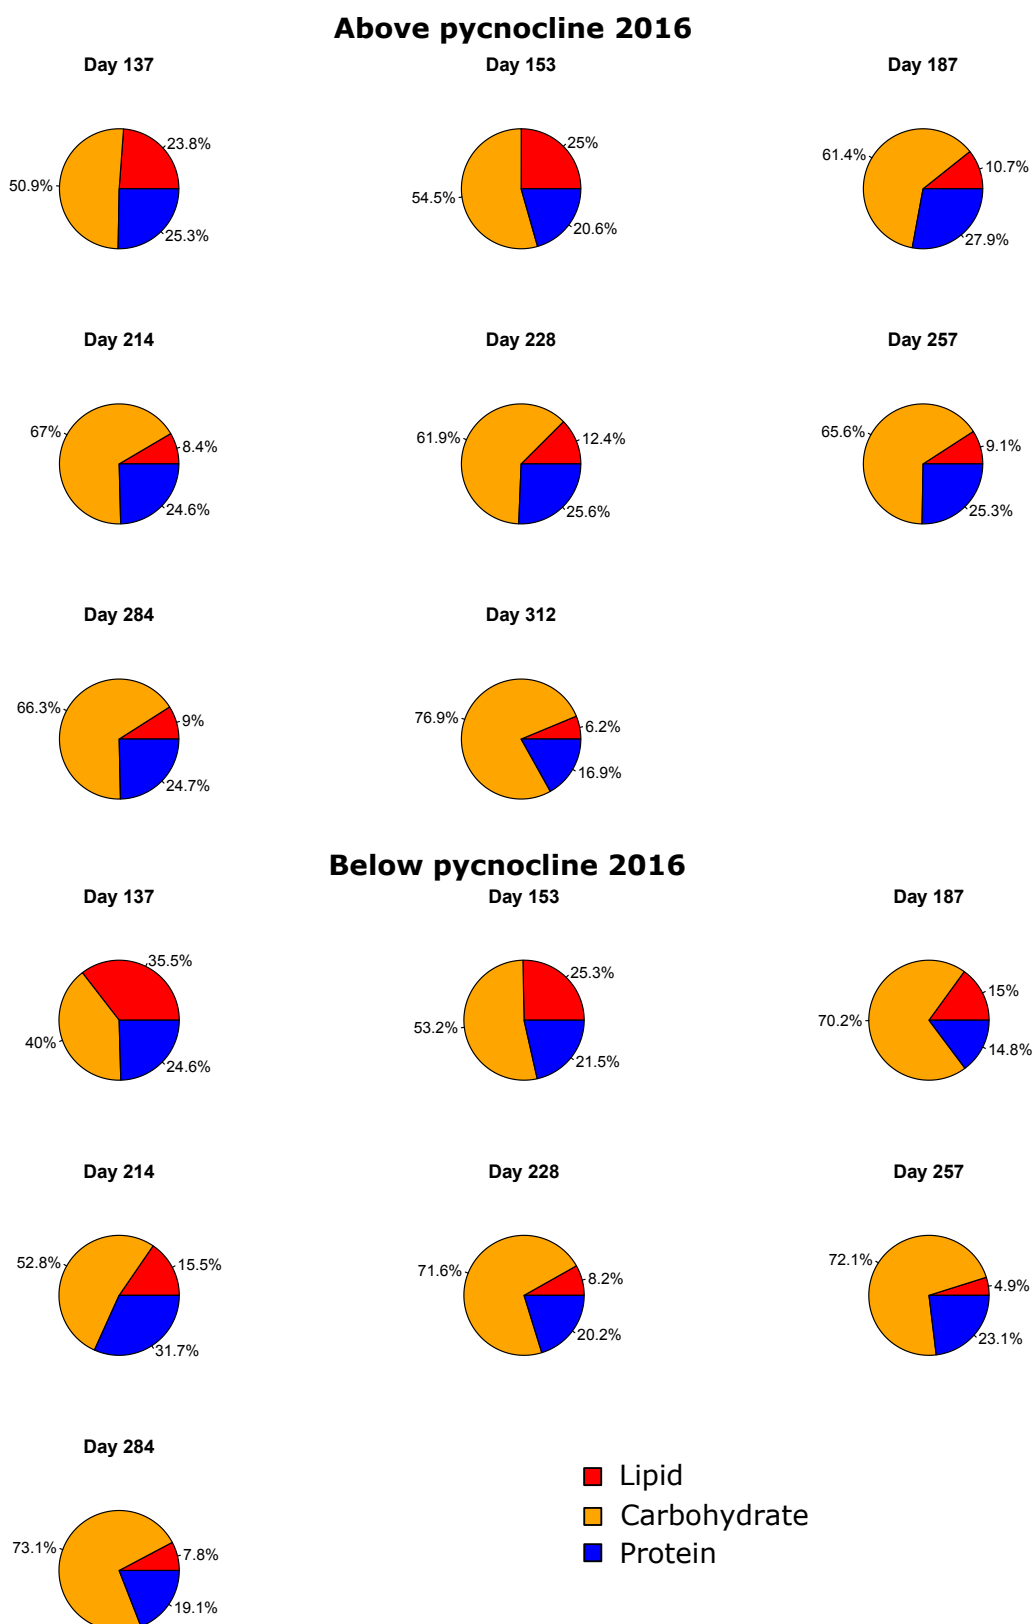 Above pycnocline 2016
Day 137
Day 153
Day 187
23.8%
50.9%
25.3%
25%
54.5%
20.6%
10.7%
61.4%
27.9%
Day 214
Day 228
Day 257
8.4%
67%
24.6%
12.4%
61.9%
25.6%
9.1%
65.6%
25.3%
Day 284
Day 312
9%
66.3%
24.7%
6.2%
76.9%
16.9%
Below pycnocline 2016
Day 137
Day 153
Day 187
35.5%
40%
24.6%
25.3%
53.2%
21.5%
15%
70.2%
14.8%
Day 214
Day 228
Day 257
15.5%
52.8%
31.7%
8.2%
71.6%
20.2%
4.9%
72.1%
23.1%
Day 284
7.8%
73.1%
19.1%
Lipid
Carbohydrate
Protein